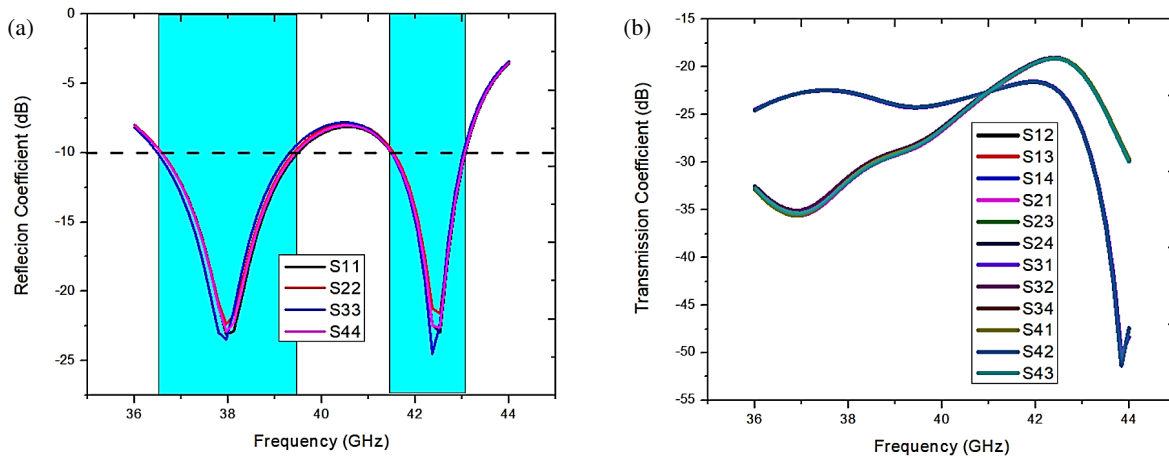 (a)
0
-5
-10
-15
-20
-25
Reflecion Coefficient (dB)
S11
S22
S33
S44
36
38
40
42
44
Frequency (GHz)
(b)
-15
-20
-25
-30
-35
-40
-45
-50
-55
Transmission Coefficient (dB)
S12
S13
S14
S21
S23
S24
S31
S32
S34
S41
S42
S43
36
38
40
42
44
Frequency (GHz)